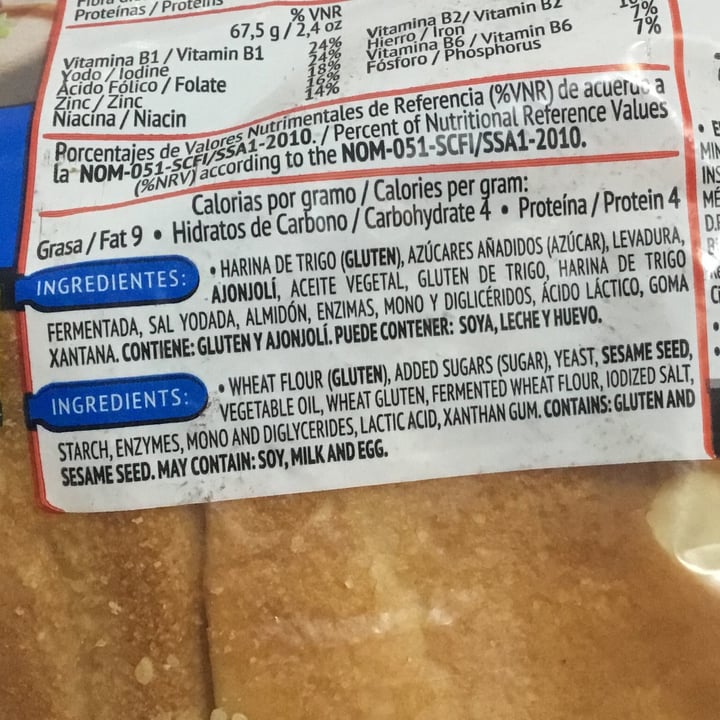 Proteínas / Proteins
% VNR
67,5 g / 2,4 oz
Vitamina B1 / Vitamin B1 24%
Yodo / Iodine 24%
Ácido Fólico / Folate 18%
Zinc / Zinc 16%
Niacina / Niacin 14%
Vitamina B2/ Vitamin B2
Hierro / Iron
Vitamina B6 / Vitamin B6 7%
Fósforo / Phosphorus 7%
Porcentajes de Valores Nutrimentales de Referencia (%VNR) de acuerdo a
la NOM-051-SCFI/SSA1-2010. / Percent of Nutritional Reference Values
(%NRV) according to the NOM-051-SCFI/SSA1-2010.
Calorías por gramo / Calories per gram:
Grasa / Fat 9 • Hidratos de Carbono / Carbohydrate 4 • Proteína / Protein 4
INGREDIENTES: • HARINA DE TRIGO (GLUTEN), AZÚCARES AÑADIDOS (AZÚCAR), LEVADURA,
AJONJOLÍ, ACEITE VEGETAL, GLUTEN DE TRIGO, HARINA DE TRIGO
FERMENTADA, SAL YODADA, ALMIDÓN, ENZIMAS, MONO Y DIGLICÉRIDOS, ÁCIDO LÁCTICO, GOMA
XANTANA. CONTIENE: GLUTEN Y AJONJOLÍ. PUEDE CONTENER: SOYA, LECHE Y HUEVO.
INGREDIENTS: • WHEAT FLOUR (GLUTEN), ADDED SUGARS (SUGAR), YEAST, SESAME SEED,
VEGETABLE OIL, WHEAT GLUTEN, FERMENTED WHEAT FLOUR, IODIZED SALT,
STARCH, ENZYMES, MONO AND DIGLYCERIDES, LACTIC ACID, XANTHAN GUM. CONTAINS: GLUTEN AND
SESAME SEED. MAY CONTAIN: SOY, MILK AND EGG.